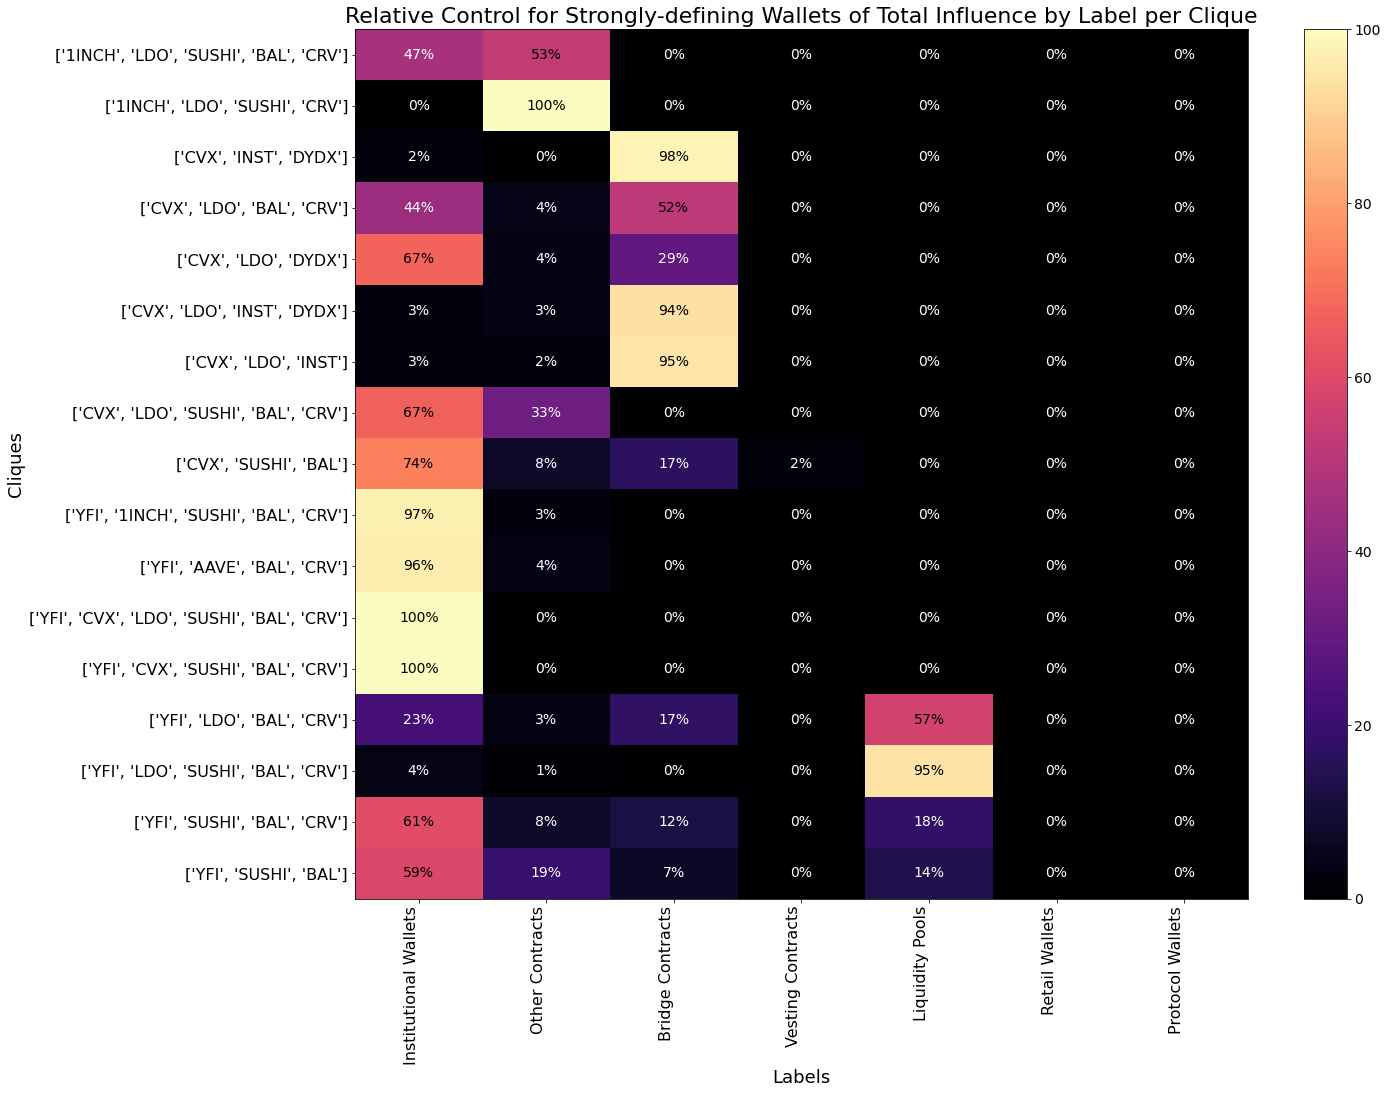 Relative Control for Strongly-defining Wallets of Total Influence by Label per Clique
['1INCH', 'LDO', 'SUSHI', 'BAL', 'CRV'] 47% 53% 0% 0% 0% 0% 0%
['1INCH', 'LDO', 'SUSHI', 'CRV'] 0% 100% 0% 0% 0% 0% 0%
['CVX', 'INST', 'DYDX'] 2% 0% 98% 0% 0% 0% 0%
['CVX', 'LDO', 'BAL', 'CRV'] 44% 4% 52% 0% 0% 0% 0%
['CVX', 'LDO', 'DYDX'] 67% 4% 29% 0% 0% 0% 0%
['CVX', 'LDO', 'INST', 'DYDX'] 3% 3% 94% 0% 0% 0% 0%
['CVX', 'LDO', 'INST'] 3% 2% 95% 0% 0% 0% 0%
['CVX', 'LDO', 'SUSHI', 'BAL', 'CRV'] 67% 33% 0% 0% 0% 0% 0%
['CVX', 'SUSHI', 'BAL'] 74% 8% 17% 2% 0% 0% 0%
['YFI', '1INCH', 'SUSHI', 'BAL', 'CRV'] 97% 3% 0% 0% 0% 0% 0%
['YFI', 'AAVE', 'BAL', 'CRV'] 96% 4% 0% 0% 0% 0% 0%
['YFI', 'CVX', 'LDO', 'SUSHI', 'BAL', 'CRV'] 100% 0% 0% 0% 0% 0% 0%
['YFI', 'CVX', 'SUSHI', 'BAL', 'CRV'] 100% 0% 0% 0% 0% 0% 0%
['YFI', 'LDO', 'BAL', 'CRV'] 23% 3% 17% 0% 57% 0% 0%
['YFI', 'LDO', 'SUSHI', 'BAL', 'CRV'] 4% 1% 0% 0% 95% 0% 0%
['YFI', 'SUSHI', 'BAL', 'CRV'] 61% 8% 12% 0% 18% 0% 0%
['YFI', 'SUSHI', 'BAL'] 59% 19% 7% 0% 14% 0% 0%
Cliques
Institutional Wallets
Other Contracts
Bridge Contracts
Vesting Contracts
Liquidity Pools
Retail Wallets
Protocol Wallets
Labels
100
80
60
40
20
0